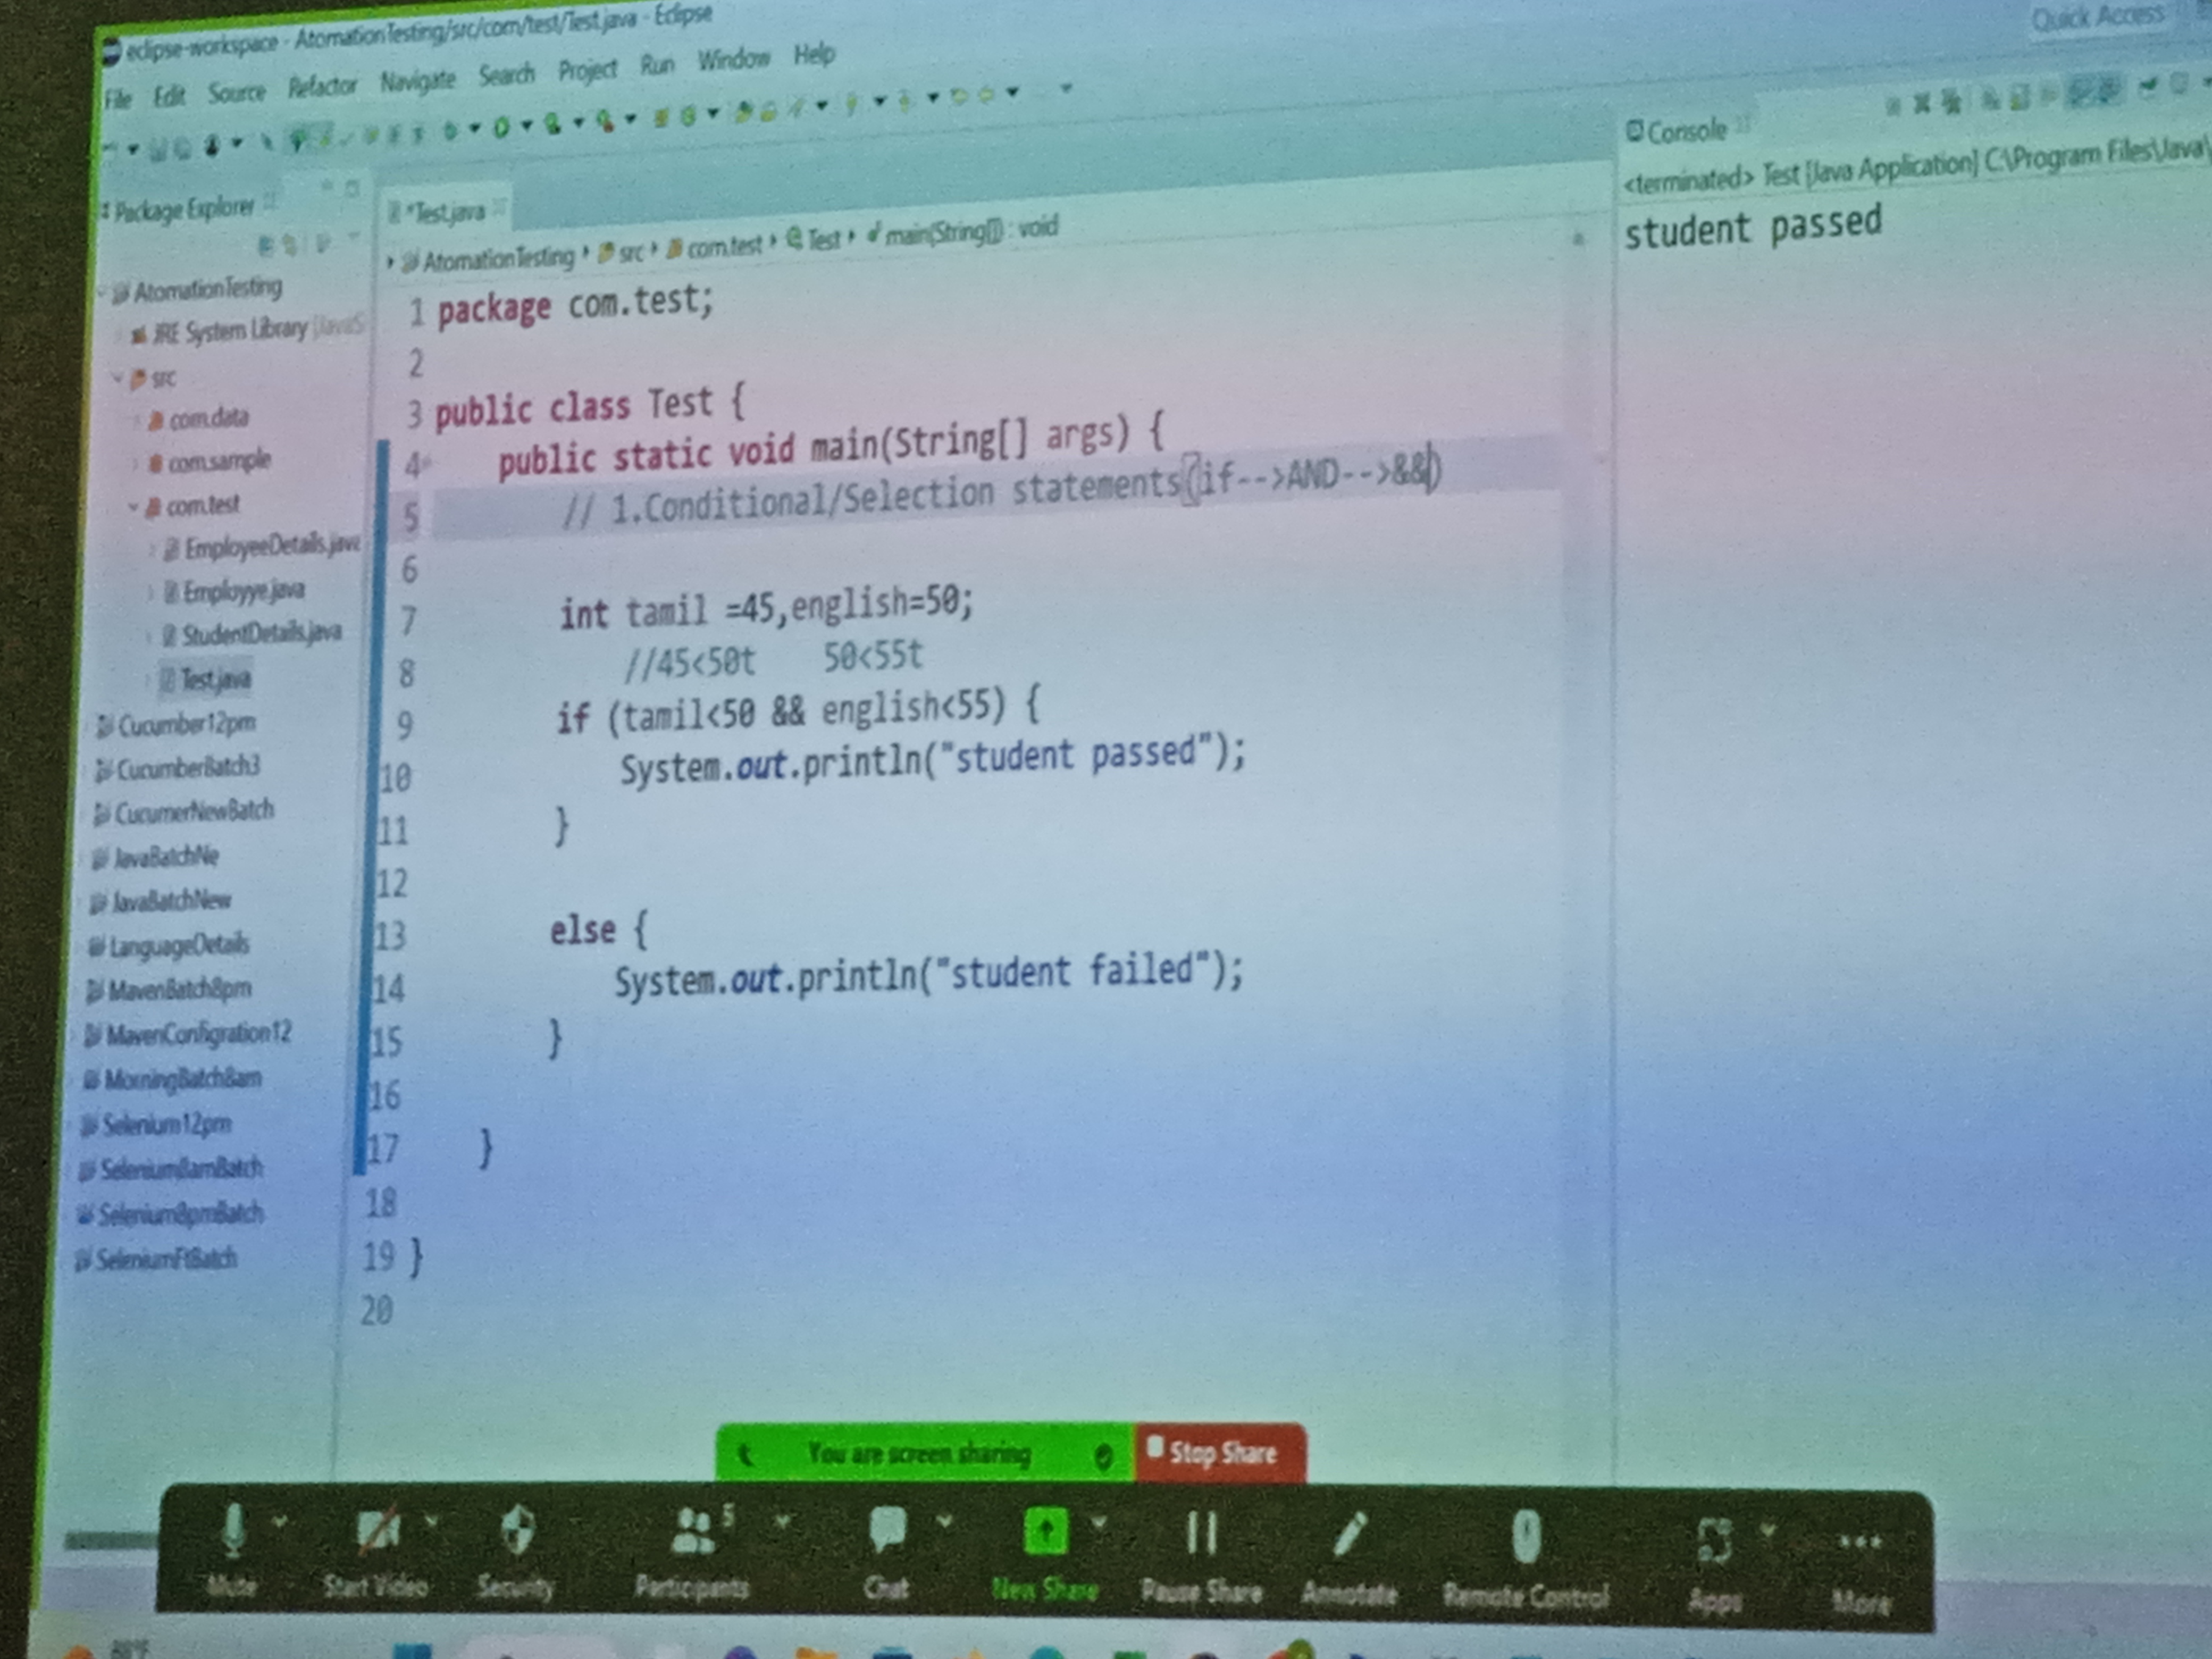 eclipse-workspace - AtomationTesting/src/com/test/Test.java - Eclipse
Quick Access
File Edit Source Refactor Navigate Search Project Run Window Help
Package Explorer
*Test.java
Console
<terminated> Test [Java Application] C:\Program Files\Java\
AtomationTesting src com.test Test main(String[]) : void
student passed
AtomationTesting
JRE System Library [JavaS
src
com.data
com.sample
com.test
EmployeeDetails.java
Employye.java
StudentDetails.java
Test.java
Cucumber12pm
CucumberBatch3
CucumerNewBatch
JavaBatchNe
JavaBatchNew
LanguageDetails
MavenBatch8pm
MavenConfigration12
MorningBatch8am
Selenium12pm
Selenium8amBatch
Selenium8pmBatch
SeleniumFtBatch
1 package com.test;
2
3 public class Test {
4 public static void main(String[] args) {
5 // 1.Conditional/Selection statements(if-->AND-->&&)
6
7 int tamil =45,english=50;
8 //45<50t 50<55t
9 if (tamil<50 && english<55) {
10 System.out.println("student passed");
11 }
12
13 else {
14 System.out.println("student failed");
15 }
16
17 }
18
19 }
20
You are screen sharing Stop Share
5
Mute Start Video Security Participants Chat New Share Pause Share Annotate Remote Control Apps More